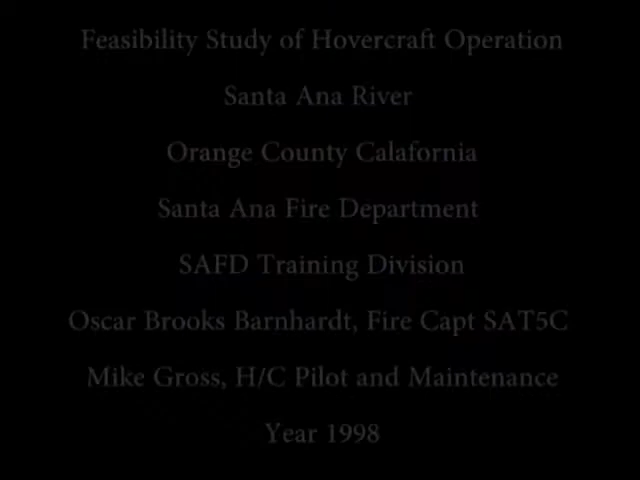 Feasibility Study of Hovercraft Operation
Santa Ana River
Orange County Calafornia
Santa Ana Fire Department
SAFD Training Division
Oscar Brooks Barnhardt, Fire Capt SAT5C
Mike Gross, H/C Pilot and Maintenance
Year 1998